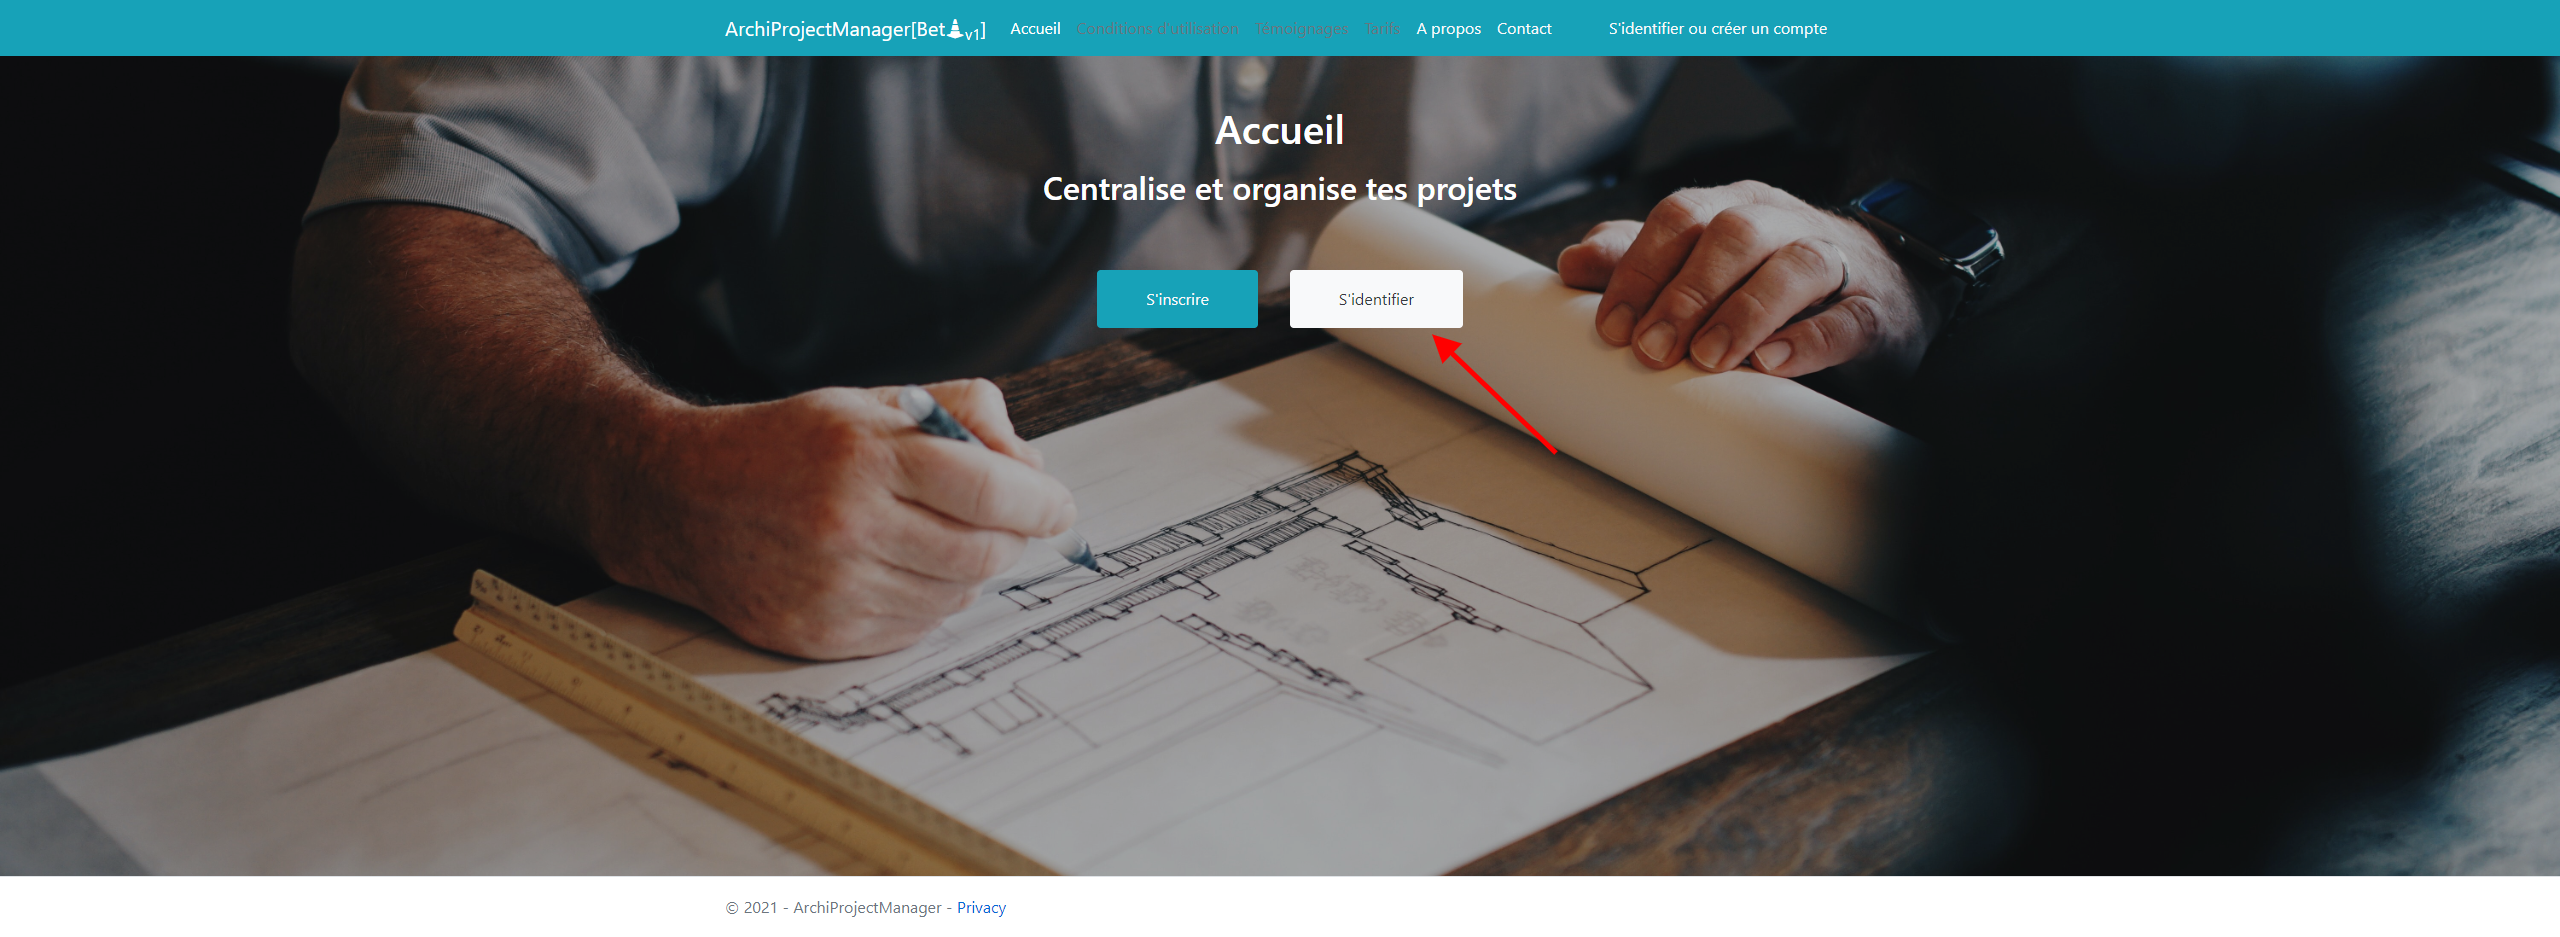 ArchiProjectManager[Bet v1] Accueil Conditions d'utilisation Témoignages Tarifs A propos Contact S'identifier ou créer un compte
Accueil
Centralise et organise tes projets
S'inscrire S'identifier
© 2021 - ArchiProjectManager - Privacy